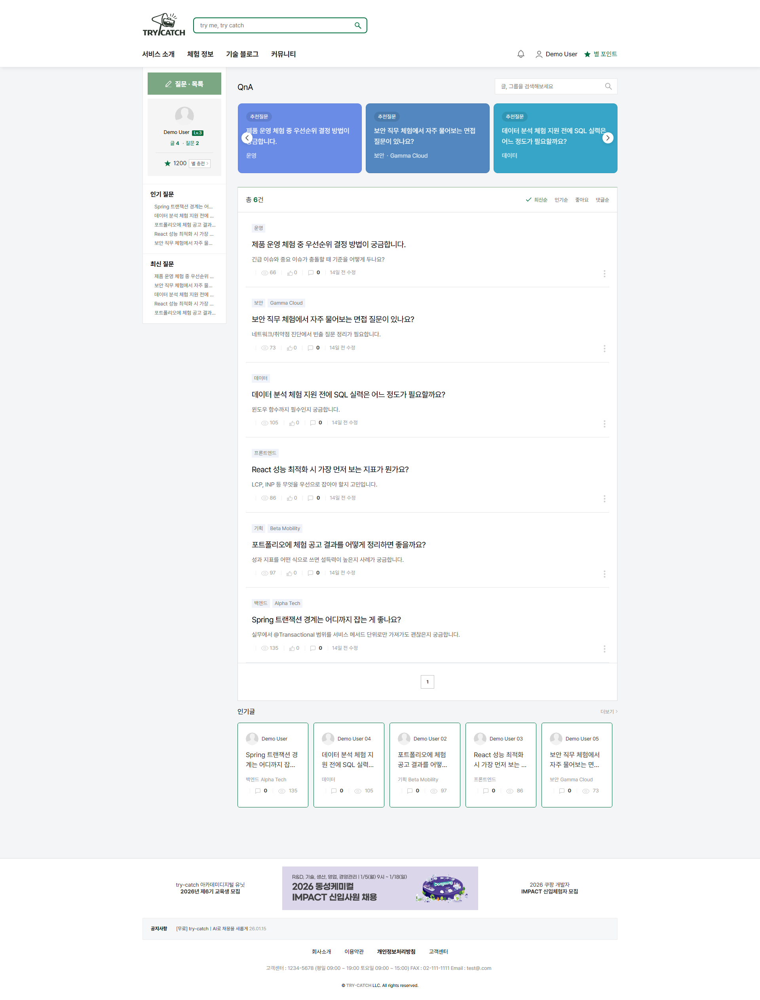 TRY CATCH
try me, try catch
서비스 소개 체험 정보 기술 블로그 커뮤니티
Demo User 별 포인트
질문 · 목록
Demo User Lv.3
글 4 · 질문 2
1200 별 충전
인기 질문
Spring 트랜잭션 경계는 어...
데이터 분석 체험 지원 전에 ...
포트폴리오에 체험 공고 결과...
React 성능 최적화 시 가장 ...
보안 직무 체험에서 자주 물...
최신 질문
제품 운영 체험 중 우선순위 ...
보안 직무 체험에서 자주 물...
데이터 분석 체험 지원 전에 ...
React 성능 최적화 시 가장 ...
포트폴리오에 체험 공고 결과...
QnA
글, 그룹을 검색해보세요
추천질문
제품 운영 체험 중 우선순위 결정 방법이
궁금합니다.
운영
추천질문
보안 직무 체험에서 자주 물어보는 면접
질문이 있나요?
보안 · Gamma Cloud
추천질문
데이터 분석 체험 지원 전에 SQL 실력은
어느 정도가 필요할까요?
데이터
총 6건
최신순 인기순 좋아요 댓글순
운영
제품 운영 체험 중 우선순위 결정 방법이 궁금합니다.
긴급 이슈와 중요 이슈가 충돌할 때 기준을 어떻게 두나요?
66 0 0 14일 전 수정
보안 Gamma Cloud
보안 직무 체험에서 자주 물어보는 면접 질문이 있나요?
네트워크/취약점 진단에서 빈출 질문 정리가 필요합니다.
73 0 0 14일 전 수정
데이터
데이터 분석 체험 지원 전에 SQL 실력은 어느 정도가 필요할까요?
윈도우 함수까지 필수인지 궁금합니다.
105 0 0 14일 전 수정
프론트엔드
React 성능 최적화 시 가장 먼저 보는 지표가 뭔가요?
LCP, INP 등 무엇을 우선으로 잡아야 할지 고민입니다.
86 0 0 14일 전 수정
기획 Beta Mobility
포트폴리오에 체험 공고 결과를 어떻게 정리하면 좋을까요?
성과 지표를 어떤 식으로 쓰면 설득력이 높은지 사례가 궁금합니다.
97 0 0 14일 전 수정
백엔드 Alpha Tech
Spring 트랜잭션 경계는 어디까지 잡는 게 좋나요?
실무에서 @Transactional 범위를 서비스 메서드 단위로만 가져가도 괜찮은지 궁금합니다.
135 0 0 14일 전 수정
1
인기글
더보기
Demo User
Spring 트랜잭션 경
계는 어디까지 잡...
백엔드 Alpha Tech
0 135
Demo User 04
데이터 분석 체험 지
원 전에 SQL 실력...
데이터
0 105
Demo User 02
포트폴리오에 체험
공고 결과를 어떻...
기획 Beta Mobility
0 97
Demo User 03
React 성능 최적화
시 가장 먼저 보는 ...
프론트엔드
0 86
Demo User 05
보안 직무 체험에서
자주 물어보는 면...
보안 Gamma Cloud
0 73
try-catch 아카데미디지털 유닛
2026년 제6기 교육생 모집
R&D, 기술, 생산, 영업, 경영관리 | 1/5(월) 9시 ~ 1/18(일)
2026 동성케미컬
IMPACT 신입사원 채용
Dongsung
2026 쿠팡 개발자
IMPACT 신입체험자 모집
공지사항 [무료] try-catch | AI로 채용을 새롭게 26.01.15
회사소개 이용약관 개인정보처리방침 고객센터
고객센터 : 1234-5678 (평일 09:00 ~ 19:00 토요일 09:00 ~ 15:00) FAX : 02-111-1111 Email : test@.com
© TRY-CATCH LLC. All rights reserved.